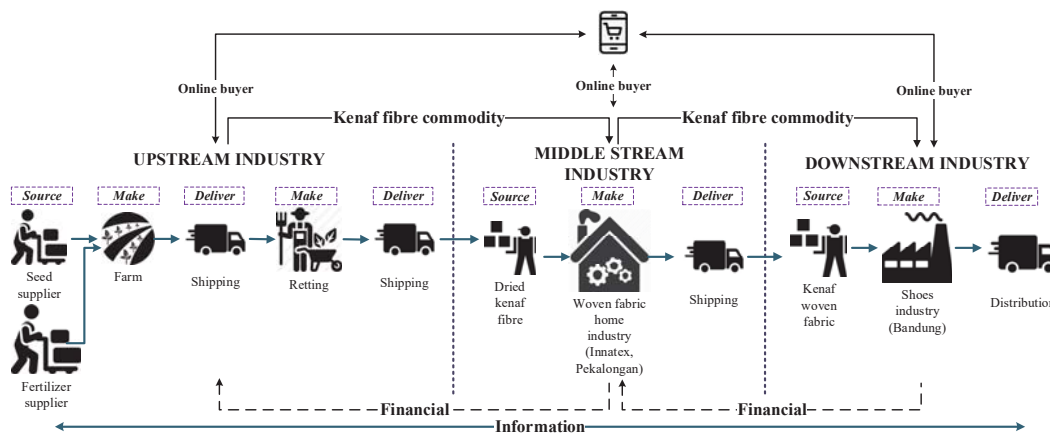 Online buyer
Online buyer
Online buyer
Kenaf fibre commodity
Kenaf fibre commodity
UPSTREAM INDUSTRY
MIDDLE STREAM
INDUSTRY
DOWNSTREAM INDUSTRY
Source
Make
Deliver
Make
Deliver
Source
Make
Deliver
Source
Make
Deliver
Seed
supplier
Farm
Shipping
Retting
Shipping
Dried
kenaf
fibre
Woven fabric
home
industry
(Innatex,
Pekalongan)
Shipping
Kenaf
woven
fabric
Shoes
industry
(Bandung)
Distribution
Fertilizer
supplier
Financial
Financial
Information